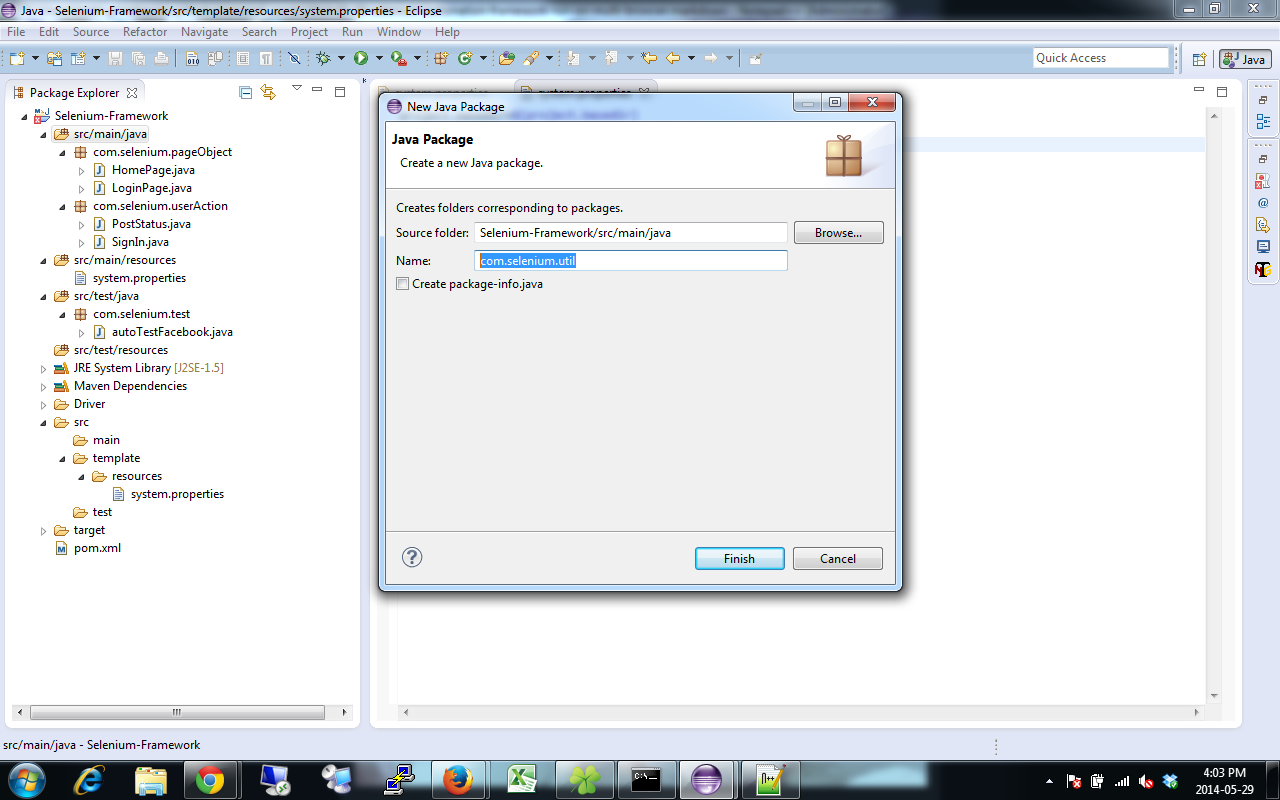 Java - Selenium-Framework/src/template/resources/system.properties - Eclipse
File Edit Source Refactor Navigate Search Project Run Window Help
Quick Access
Java
Package Explorer
Selenium-Framework
src/main/java
com.selenium.pageObject
HomePage.java
LoginPage.java
com.selenium.userAction
PostStatus.java
SignIn.java
src/main/resources
system.properties
src/test/java
com.selenium.test
autoTestFacebook.java
src/test/resources
JRE System Library [J2SE-1.5]
Maven Dependencies
Driver
src
main
template
resources
system.properties
test
target
pom.xml
New Java Package
Java Package
Create a new Java package.
Creates folders corresponding to packages.
Source folder: Selenium-Framework/src/main/java Browse...
Name: com.selenium.util
Create package-info.java
Finish Cancel
src/main/java - Selenium-Framework
4:03 PM
2014-05-29